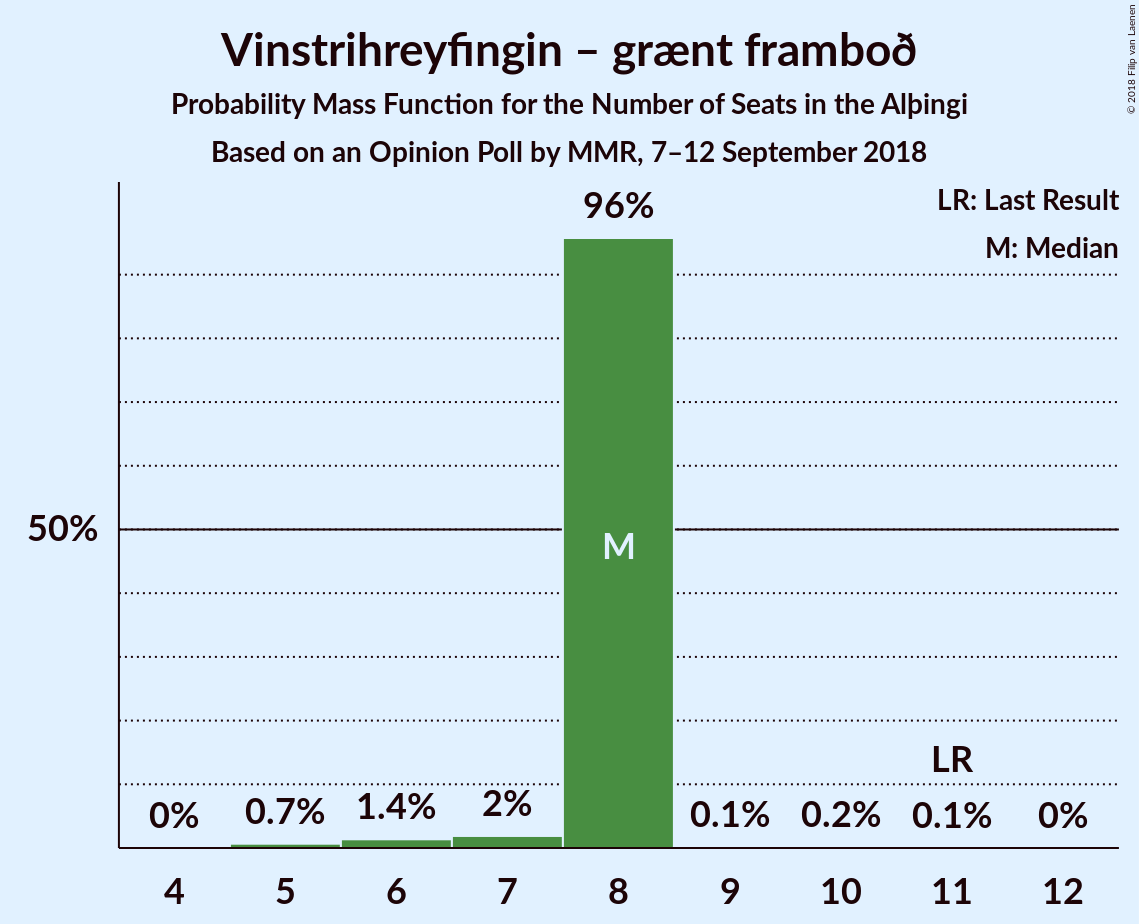 Vinstrihreyfingin – grænt framboð
Probability Mass Function for the Number of Seats in the Alþingi
Based on an Opinion Poll by MMR, 7–12 September 2018
© 2018 Filip van Laenen
LR: Last Result
M: Median
96%
50%
M
LR
0% 0.7% 1.4% 2% 0.1% 0.2% 0.1% 0%
4 5 6 7 8 9 10 11 12